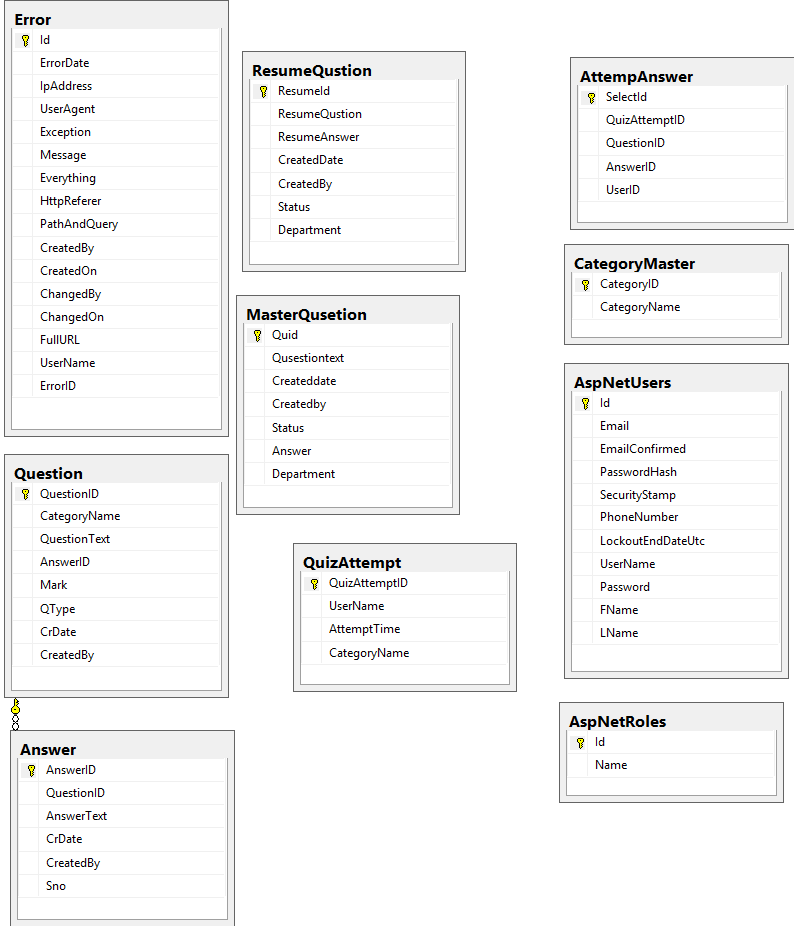 Error
Id
ErrorDate
IpAddress
UserAgent
Exception
Message
Everything
HttpReferer
PathAndQuery
CreatedBy
CreatedOn
ChangedBy
ChangedOn
FullURL
UserName
ErrorID
ResumeQustion
ResumeId
ResumeQustion
ResumeAnswer
CreatedDate
CreatedBy
Status
Department
AttempAnswer
SelectId
QuizAttemptID
QuestionID
AnswerID
UserID
CategoryMaster
CategoryID
CategoryName
MasterQusetion
Quid
Qusestiontext
Createddate
Createdby
Status
Answer
Department
AspNetUsers
Id
Email
EmailConfirmed
PasswordHash
SecurityStamp
PhoneNumber
LockoutEndDateUtc
UserName
Password
FName
LName
Question
QuestionID
CategoryName
QuestionText
AnswerID
Mark
QType
CrDate
CreatedBy
QuizAttempt
QuizAttemptID
UserName
AttemptTime
CategoryName
AspNetRoles
Id
Name
Answer
AnswerID
QuestionID
AnswerText
CrDate
CreatedBy
Sno